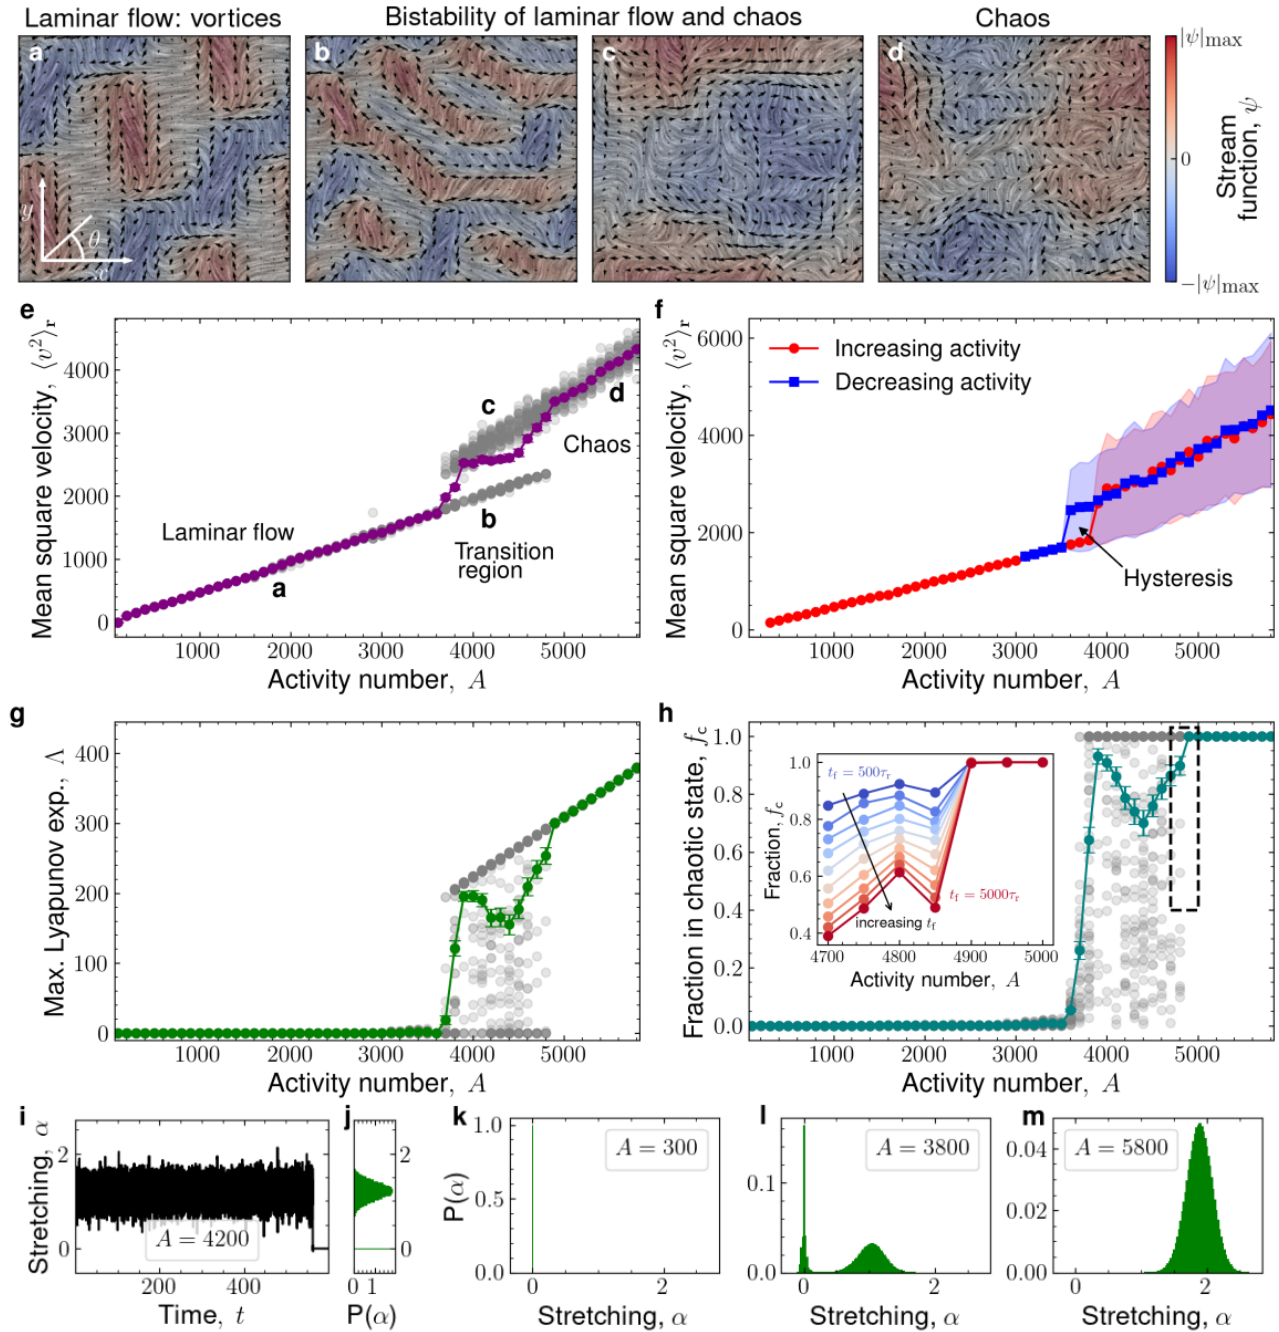 Laminar flow: vortices
Bistability of laminar flow and chaos
Chaos
a
b
c
d
y
x
θ
|ψ|max
0
−|ψ|max
Stream function, ψ
e
Mean square velocity, ⟨v²⟩r
4000
3000
2000
1000
0
Laminar flow
a
b
c
d
Chaos
Transition
region
1000 2000 3000 4000 5000
Activity number, A
f
Mean square velocity, ⟨v²⟩r
6000
4000
2000
0
Increasing activity
Decreasing activity
Hysteresis
1000 2000 3000 4000 5000
Activity number, A
g
Max. Lyapunov exp., Λ
400
300
200
100
0
1000 2000 3000 4000 5000
Activity number, A
h
Fraction in chaotic state, fc
1.0
0.8
0.6
0.4
0.2
0.0
1000 2000 3000 4000 5000
Activity number, A
Fraction, fc
1.0
0.8
0.6
0.4
tf = 500τr
tf = 5000τr
increasing tf
4700 4800 4900 5000
Activity number, A
i
Stretching, α
2
0
A = 4200
200 400
Time, t
j
2
0
0 1
P(α)
k
P(α)
1.0
0.5
0.0
A = 300
0 2
Stretching, α
l
0.1
0.0
A = 3800
0 2
Stretching, α
m
0.04
0.02
0.00
A = 5800
0 2
Stretching, α